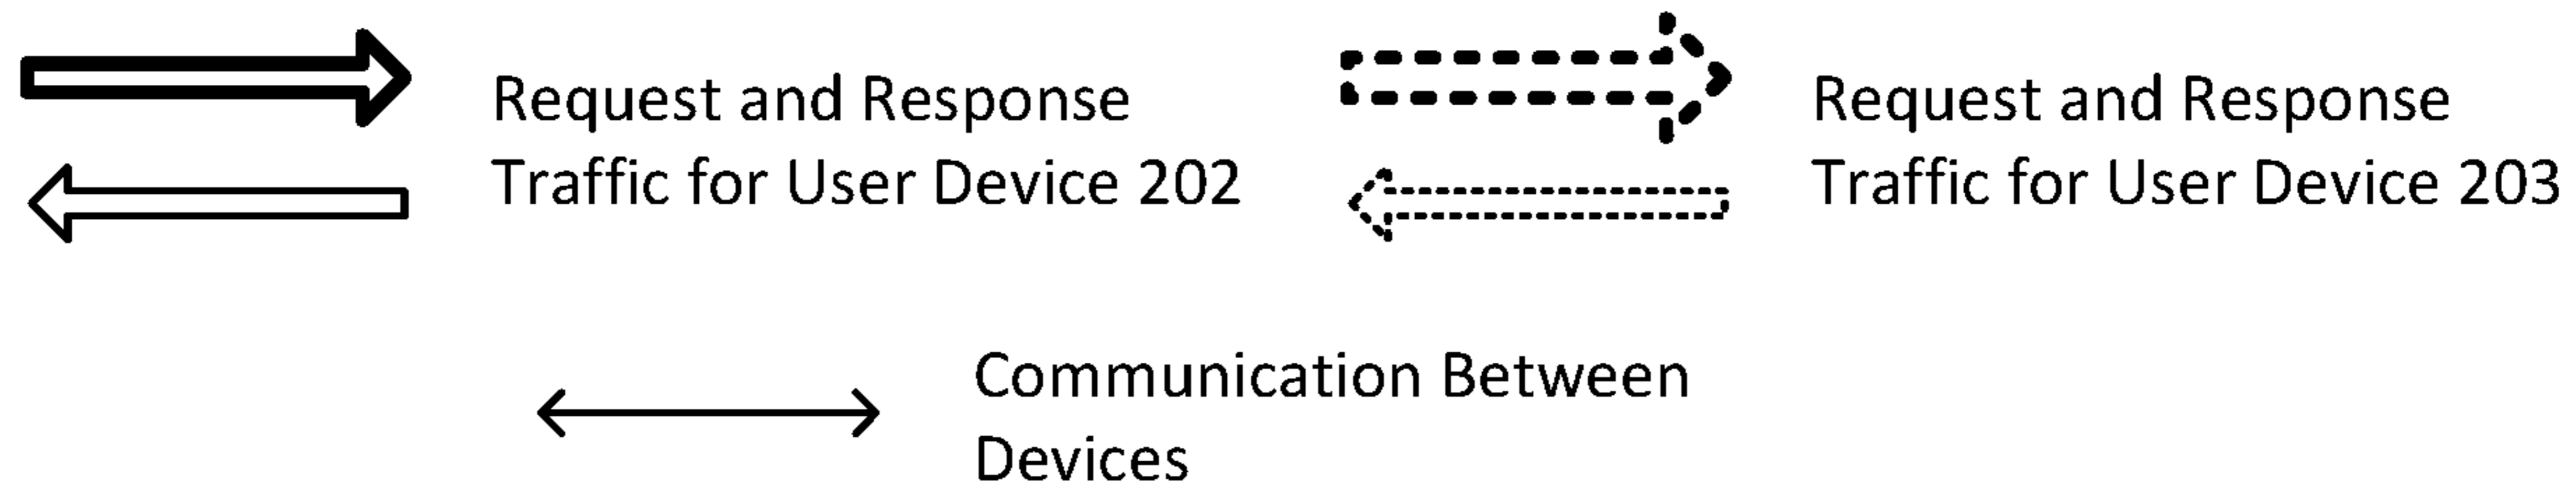 Request and Response
Traffic for User Device 202
Request and Response
Traffic for User Device 203
Communication Between
Devices